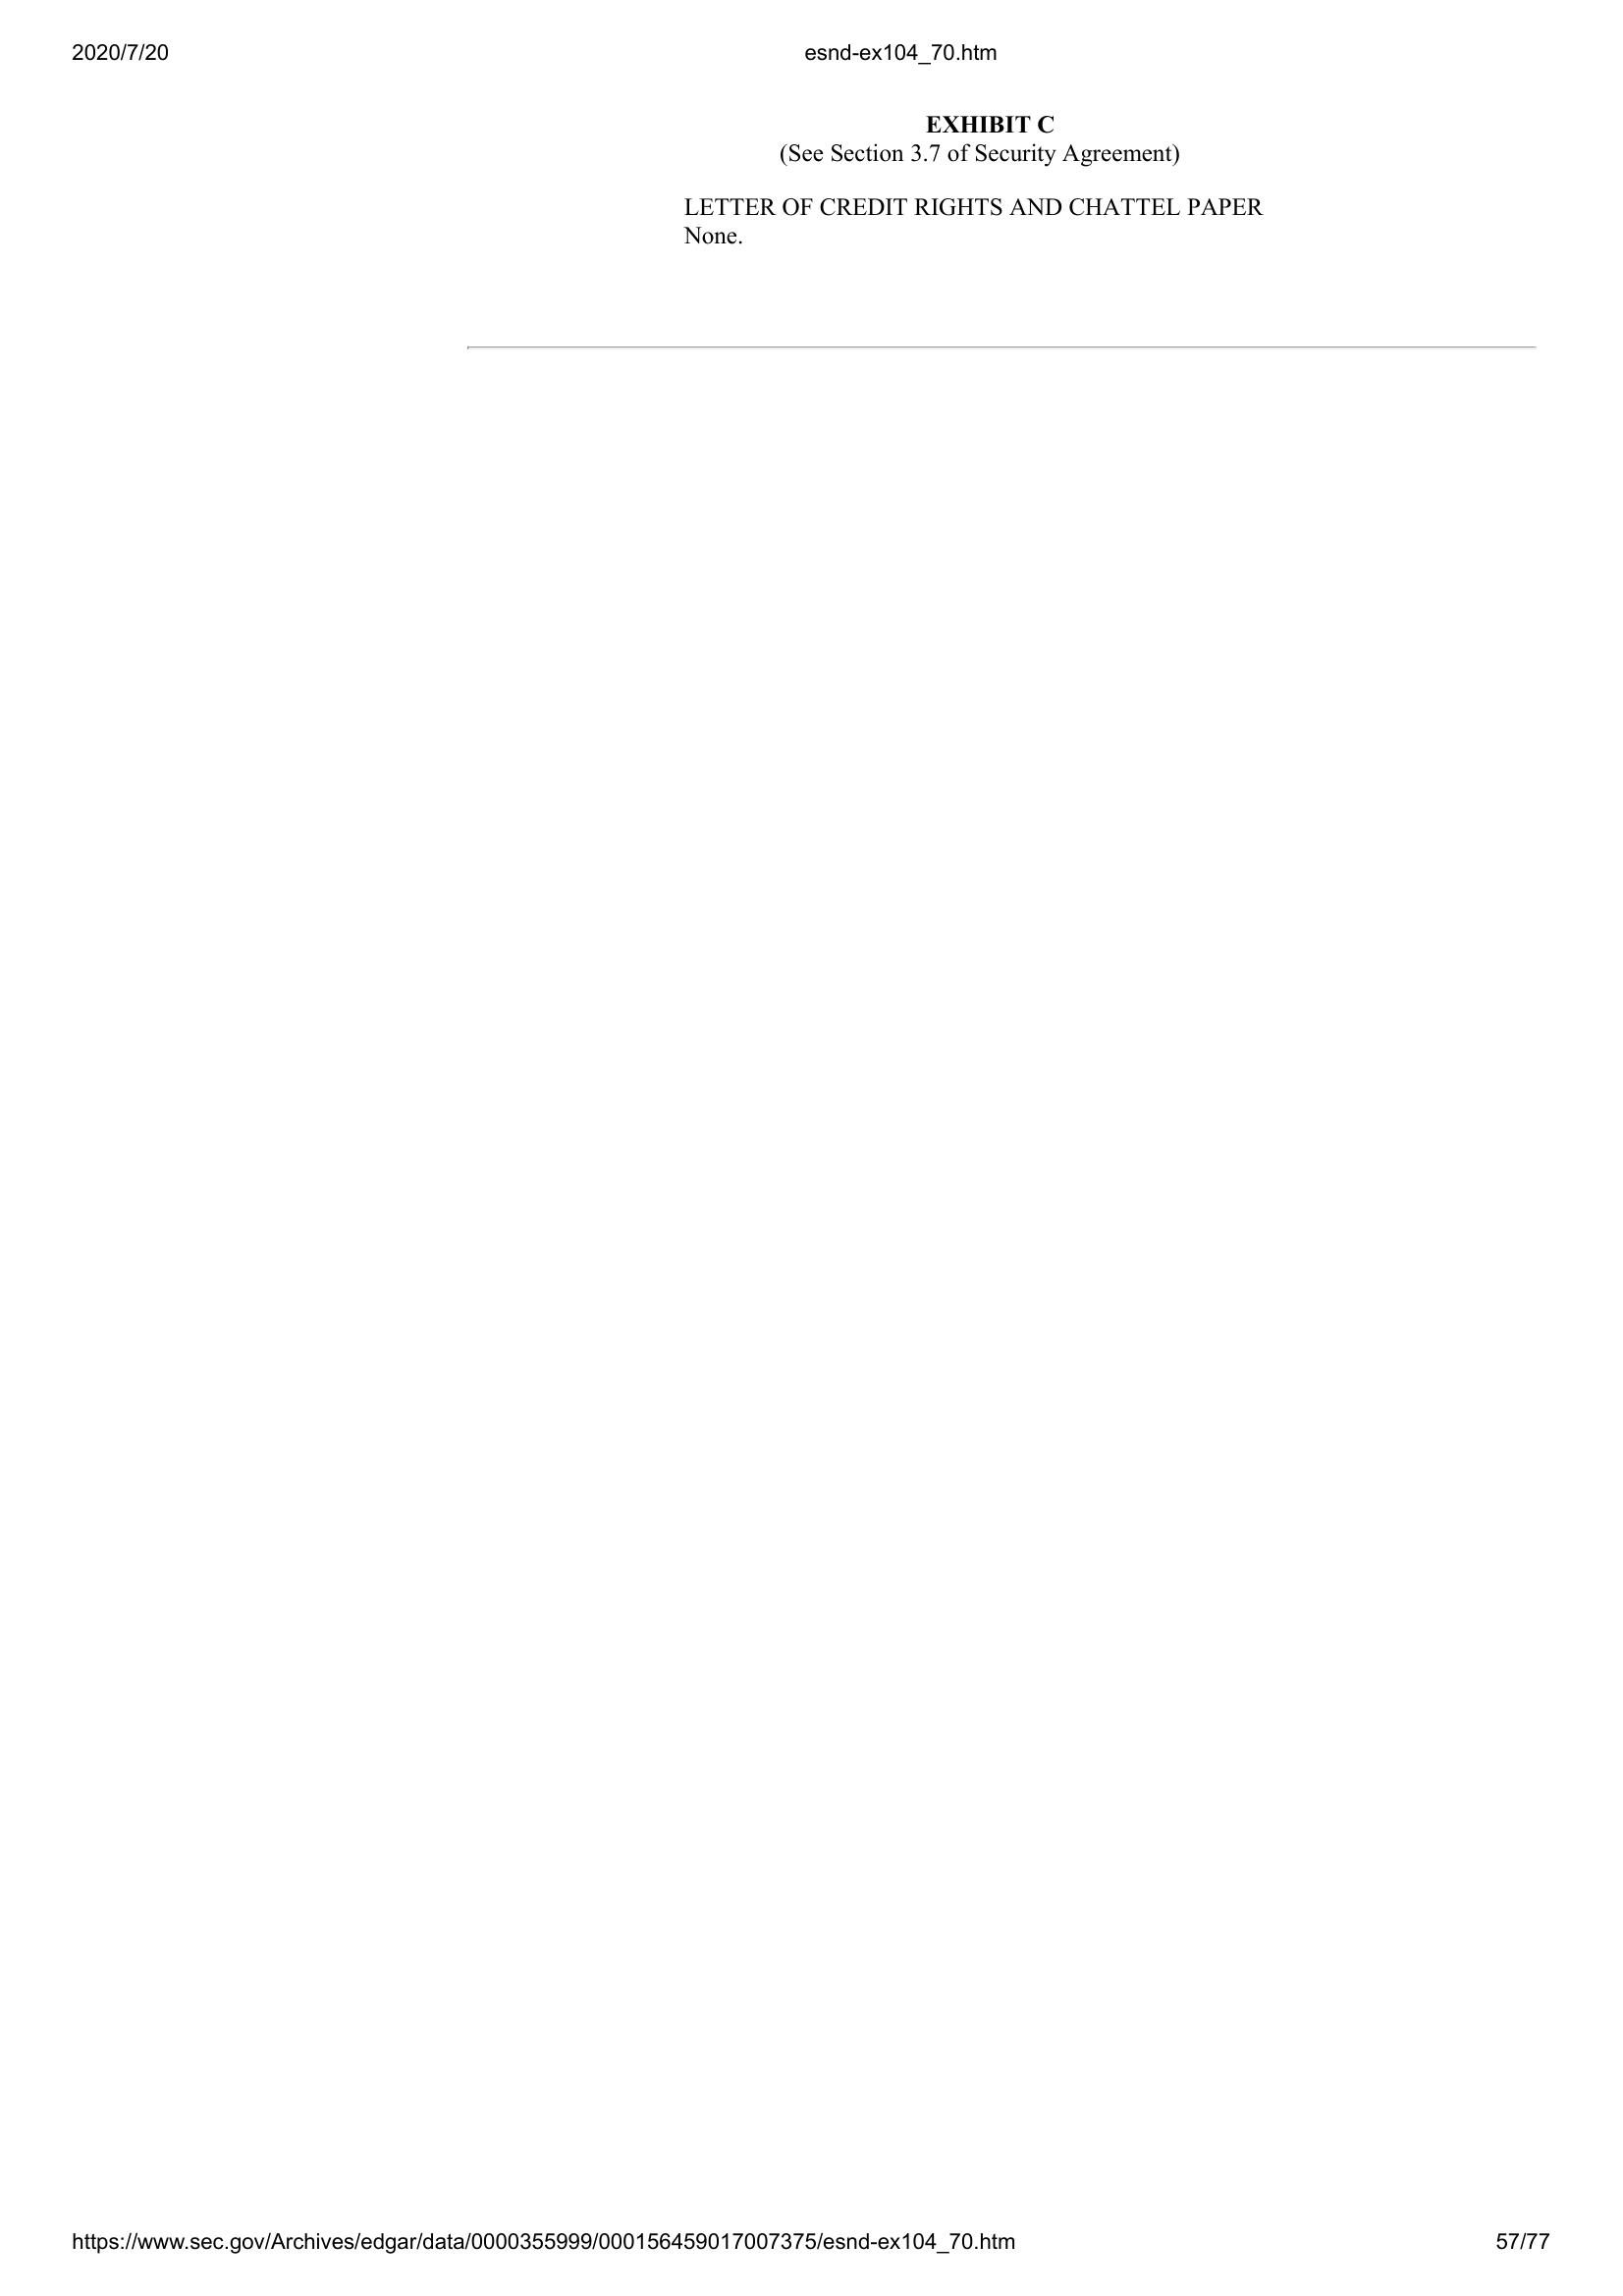 2020/7/20 esnd-ex104_70.htm
EXHIBIT C
(See Section 3.7 of Security Agreement)
LETTER OF CREDIT RIGHTS AND CHATTEL PAPER
None.
https://www.sec.gov/Archives/edgar/data/0000355999/000156459017007375/esnd-ex104_70.htm 57/77